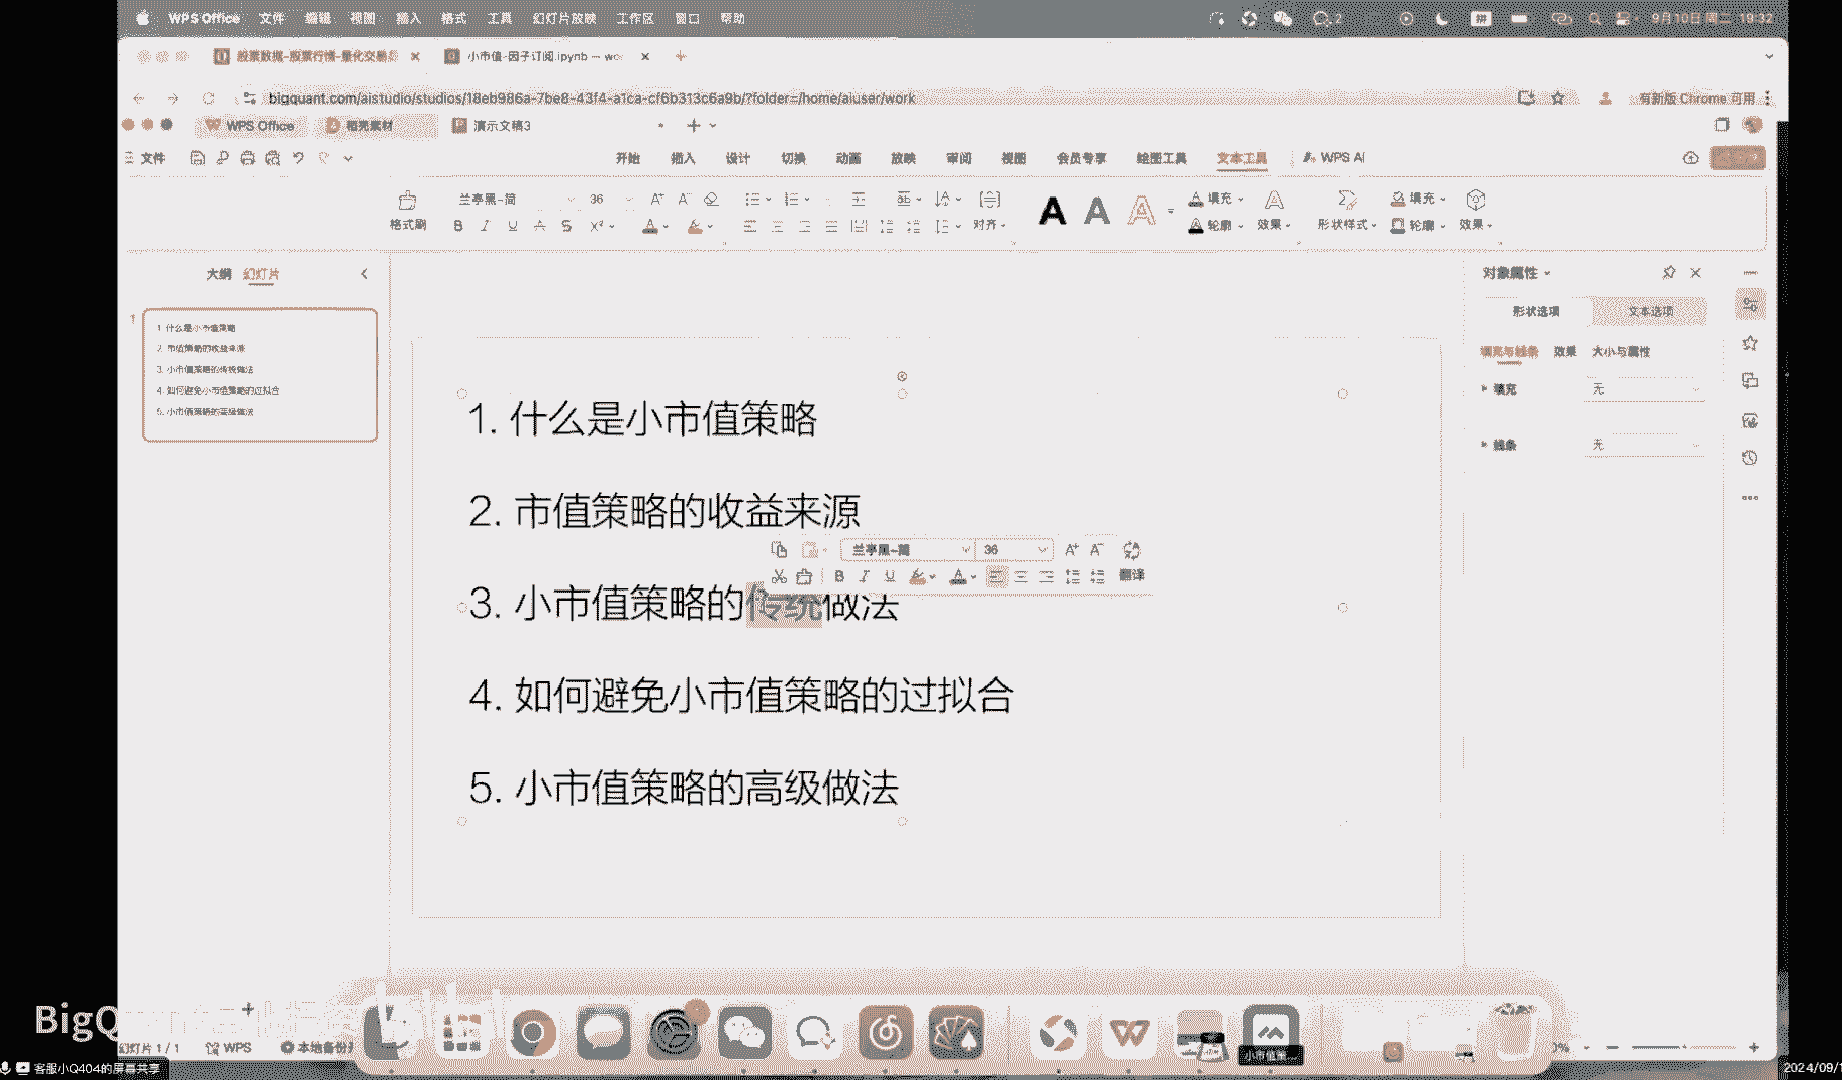 WPS Office 文件 编辑 视图 插入 格式 工具 幻灯片放映 工作区 窗口 帮助
2 拼 9月10日 周二 19:32
股票数据-股票行情-量化交易
小市值-因子订阅.ipynb — wo
bigquant.com/aistudio/studios/18eb986a-7be8-43f4-a1ca-cf6b313c6a9b/?folder=/home/aiuser/work
有新版 Chrome 可用
WPS Office 稻壳素材 演示文稿3
文件 开始 插入 设计 切换 动画 放映 审阅 视图 会员专享 绘图工具 文本工具 WPS AI
格式刷 兰亭黑-简 36 对齐 填充 轮廓 效果 形状样式 填充 轮廓 效果
大纲 幻灯片
1
1. 什么是小市值策略
2. 市值策略的收益来源
3. 小市值策略的传统做法
4. 如何避免小市值策略的过拟合
5. 小市值策略的高级做法
1. 什么是小市值策略
2. 市值策略的收益来源
兰亭黑-简 36
翻译
3. 小市值策略的传统做法
4. 如何避免小市值策略的过拟合
5. 小市值策略的高级做法
对象属性
形状选项 文本选项
填充与线条 效果 大小与属性
填充 无
线条 无
BigQ
幻灯片 1 / 1 WPS 本地备份
小市值策
客服小Q404的屏幕共享
2024/09/1